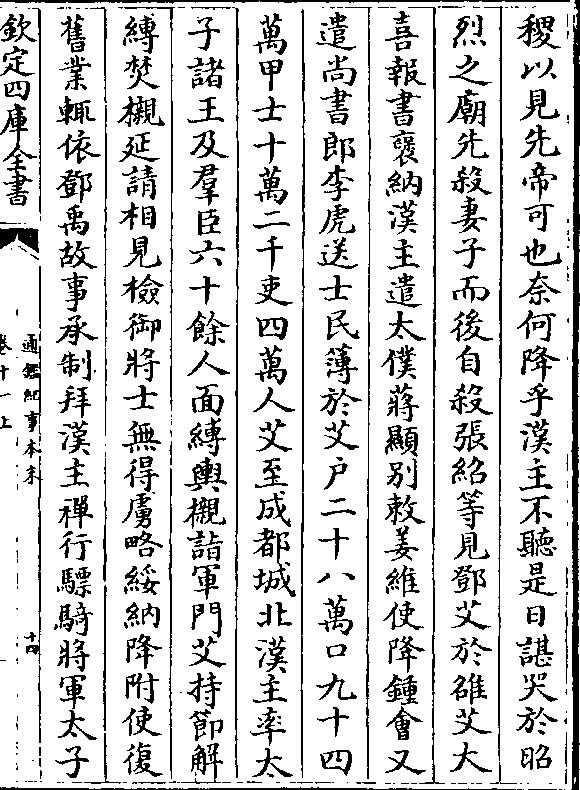 稷以見先帝可也奈何降乎漢主不聽是日諶哭於昭
烈之廟先殺妻子而後自殺張紹等見鄧艾於雒艾大
喜報書襃納漢主遣太僕蔣顯别敕姜維使降鍾會又
遣尚書郎李虎送士民簿於艾户二十八萬口九十四
萬甲士十萬二千吏四萬人艾至成都城北漢主率太
子諸王及羣臣六十餘人面縛輿櫬詣軍門艾持節解
縛焚櫬延請相見檢御將士無得虜略綏納降附使復
舊業輒依鄧禹故事承制拜漢主禪行驃騎將軍太子
欽定四庫全書
通鑑紀事本末
卷十一上
十四